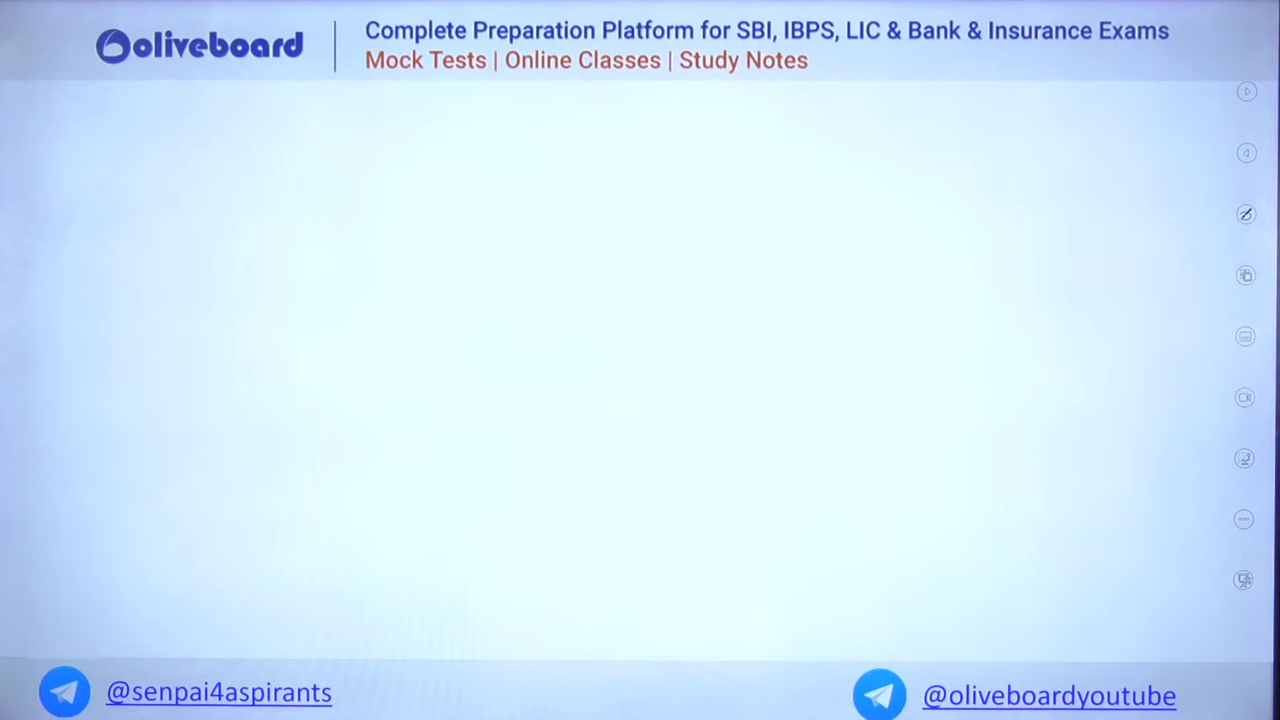 oliveboard
Complete Preparation Platform for SBI, IBPS, LIC & Bank & Insurance Exams
Mock Tests | Online Classes | Study Notes
@senpai4aspirants
@oliveboardyoutube